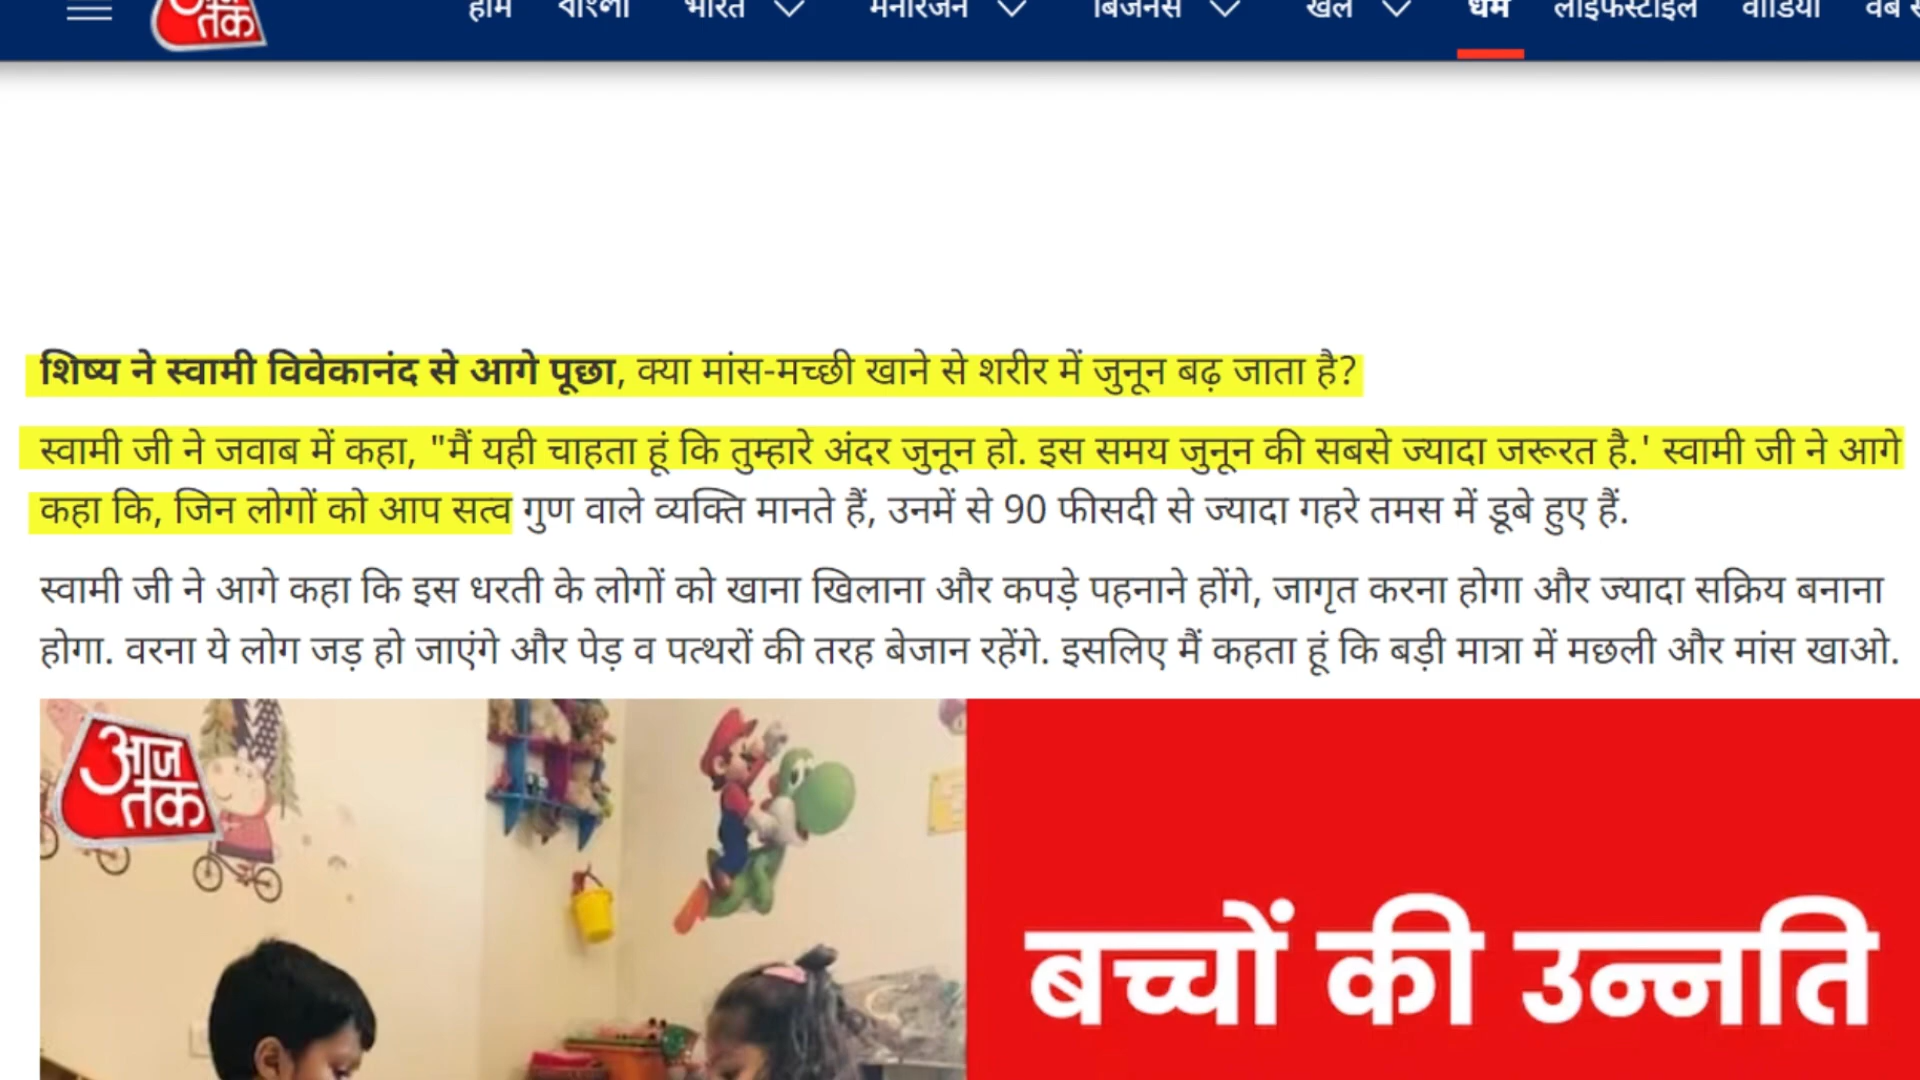 होम বাংলা भारत मनोरंजन बिजनेस खेल धर्म लाइफस्टाइल वीडियो वेब
तक
शिष्य ने स्वामी विवेकानंद से आगे पूछा, क्या मांस-मच्छी खाने से शरीर में जुनून बढ़ जाता है?
स्वामी जी ने जवाब में कहा, "मैं यही चाहता हूं कि तुम्हारे अंदर जुनून हो. इस समय जुनून की सबसे ज्यादा जरूरत है.' स्वामी जी ने आगे
कहा कि, जिन लोगों को आप सत्व गुण वाले व्यक्ति मानते हैं, उनमें से 90 फीसदी से ज्यादा गहरे तमस में डूबे हुए हैं.
स्वामी जी ने आगे कहा कि इस धरती के लोगों को खाना खिलाना और कपड़े पहनाने होंगे, जागृत करना होगा और ज्यादा सक्रिय बनाना
होगा. वरना ये लोग जड़ हो जाएंगे और पेड़ व पत्थरों की तरह बेजान रहेंगे. इसलिए मैं कहता हूं कि बड़ी मात्रा में मछली और मांस खाओ.
आज
तक
बच्चों की उन्नति